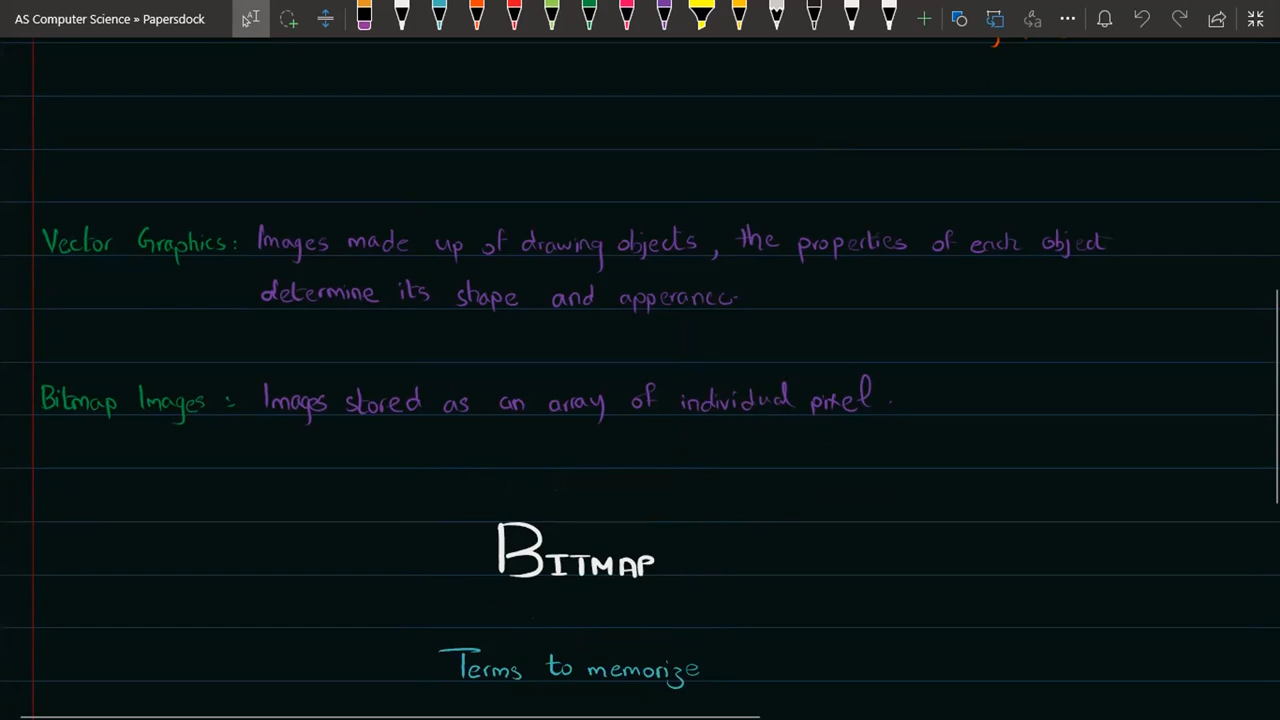 AS Computer Science » Papersdock
Vector Graphics: Images made up of drawing objects, the properties of each object
determine its shape and apperance.
Bitmap Images: Images stored as an array of individual pixel.
BITMAP
Terms to memorize